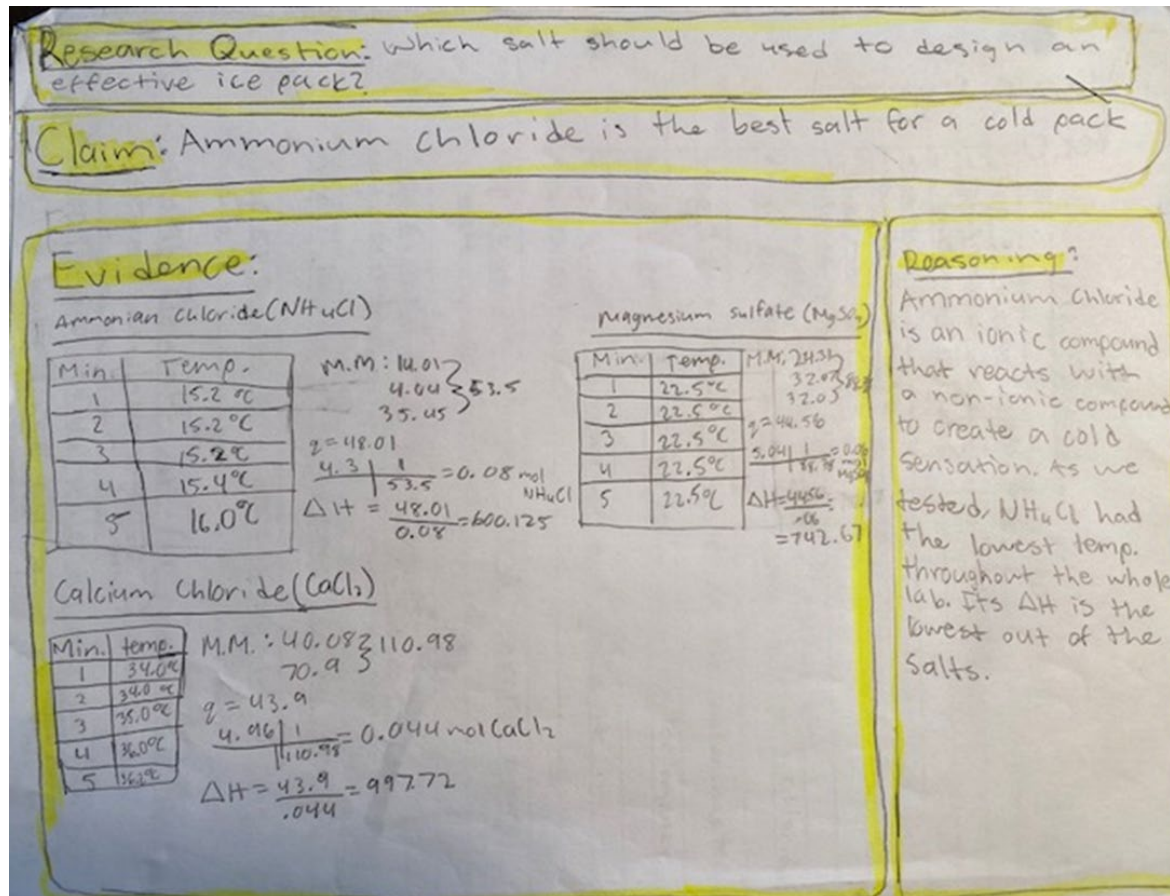 Research Question: Which salt should be used to design an
effective ice pack?
Claim: Ammonium chloride is the best salt for a cold pack
Evidence:
Ammonian Chloride (NH4Cl)
Min. Temp.
1 15.2 °C
2 15.2°C
3 15.2°C
4 15.4°C
5 16.0°C
M.M: 14.01
4.04 53.5
35.45
q = 48.01
4.3 | 1
53.5 = 0.08 mol
NH4Cl
ΔH = 48.01
0.08 = 600.125
Magnesium sulfate (MgSO4)
Min. Temp.
1 22.5°C
2 22.5°C
3 22.5°C
4 22.5°C
5 22.5°C
M.M. 24.31
32.07
32.0
q = 44.56
5.04 | 1 = 0.06
mol
ΔH = 44.56
.06
= 742.67
Calcium Chloride (CaCl2)
Min. temp.
1 34.0°C
2 34.0°C
3 35.0°C
4 36.0°C
5 36.2°C
M.M. : 40.08 110.98
70.9
q = 43.9
4.96 | 1
110.98 = 0.044 mol CaCl2
ΔH = 43.9
.044 = 997.72
Reasoning:
Ammonium Chloride
is an ionic compound
that reacts with
a non-ionic compound
to create a cold
sensation. As we
tested, NH4Cl had
the lowest temp.
throughout the whole
lab. Its ΔH is the
lowest out of the
salts.